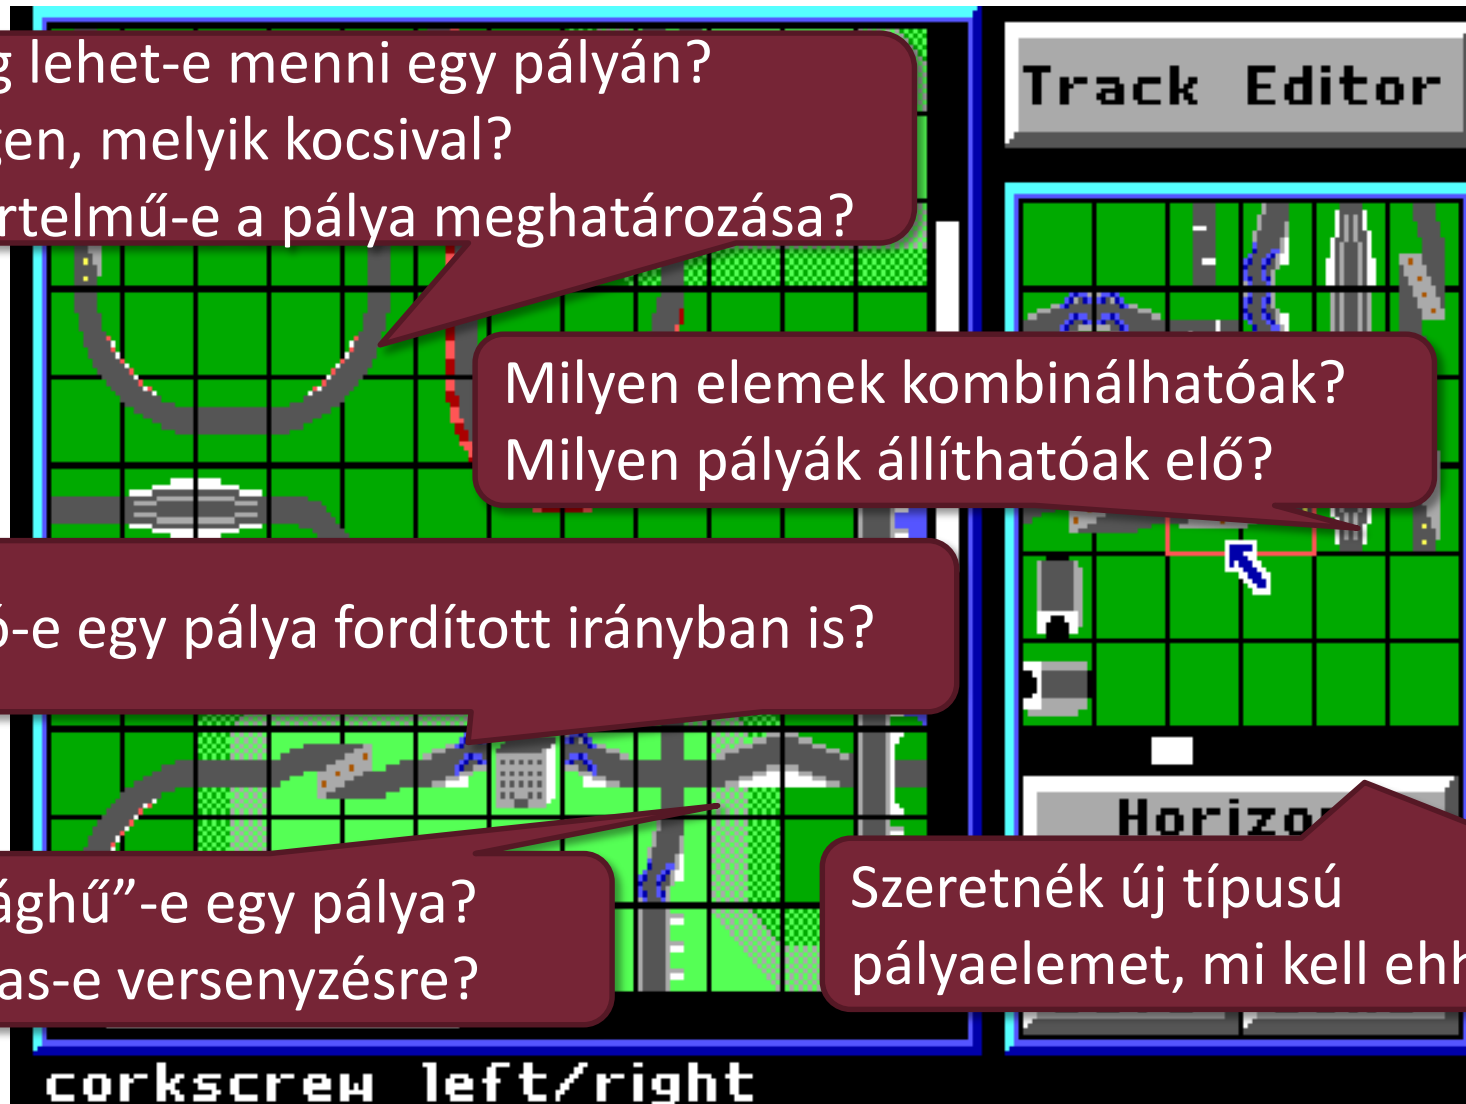 g lehet-e menni egy pályán?
gen, melyik kocsival?
rtelmű-e a pálya meghatározása?
Track Editor
Milyen elemek kombinálhatóak?
Milyen pályák állíthatóak elő?
ó-e egy pálya fordított irányban is?
Horizo
ághű”-e egy pálya?
as-e versenyzésre?
Szeretnék új típusú
pályaelemet, mi kell ehh
corkscrew left/right